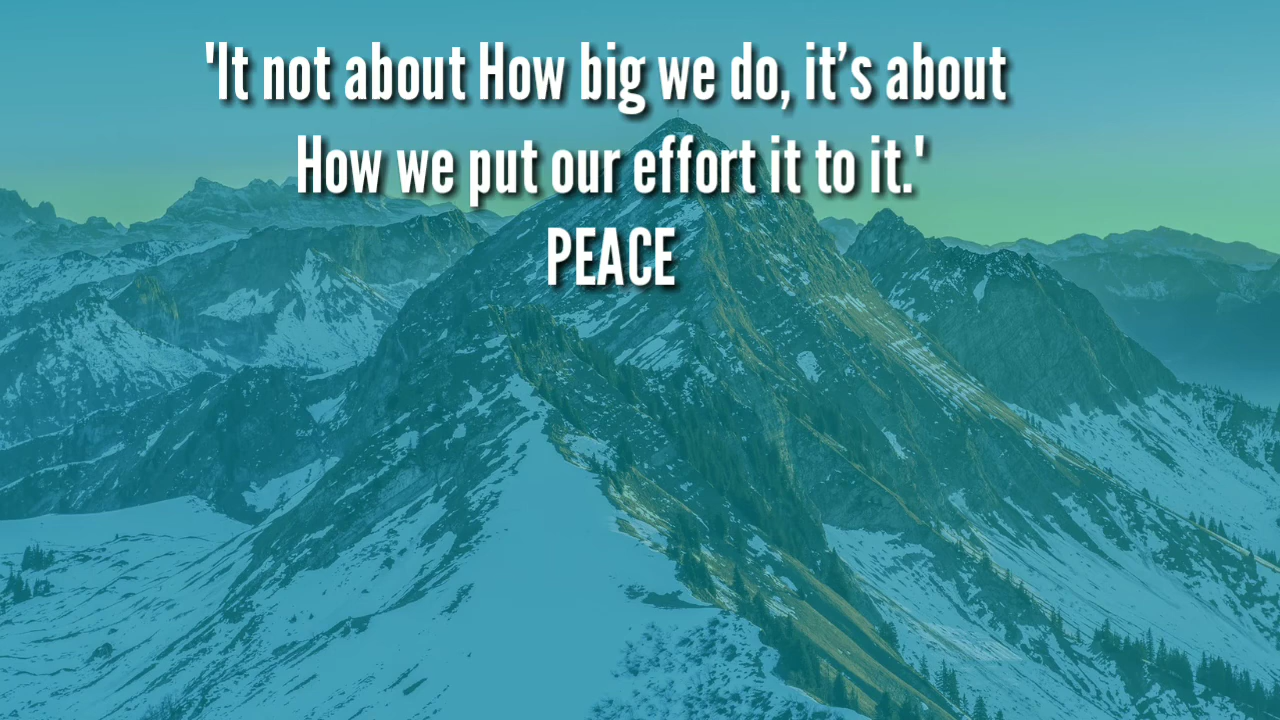 'It not about How big we do, it’s about
How we put our effort it to it.'
PEACE